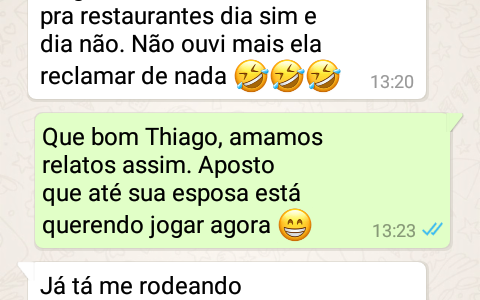 pra restaurantes dia sim e
dia não. Não ouvi mais ela
reclamar de nada 🤣🤣🤣
13:20
Que bom Thiago, amamos
relatos assim. Aposto
que até sua esposa está
querendo jogar agora 😁
13:23
Já tá me rodeando